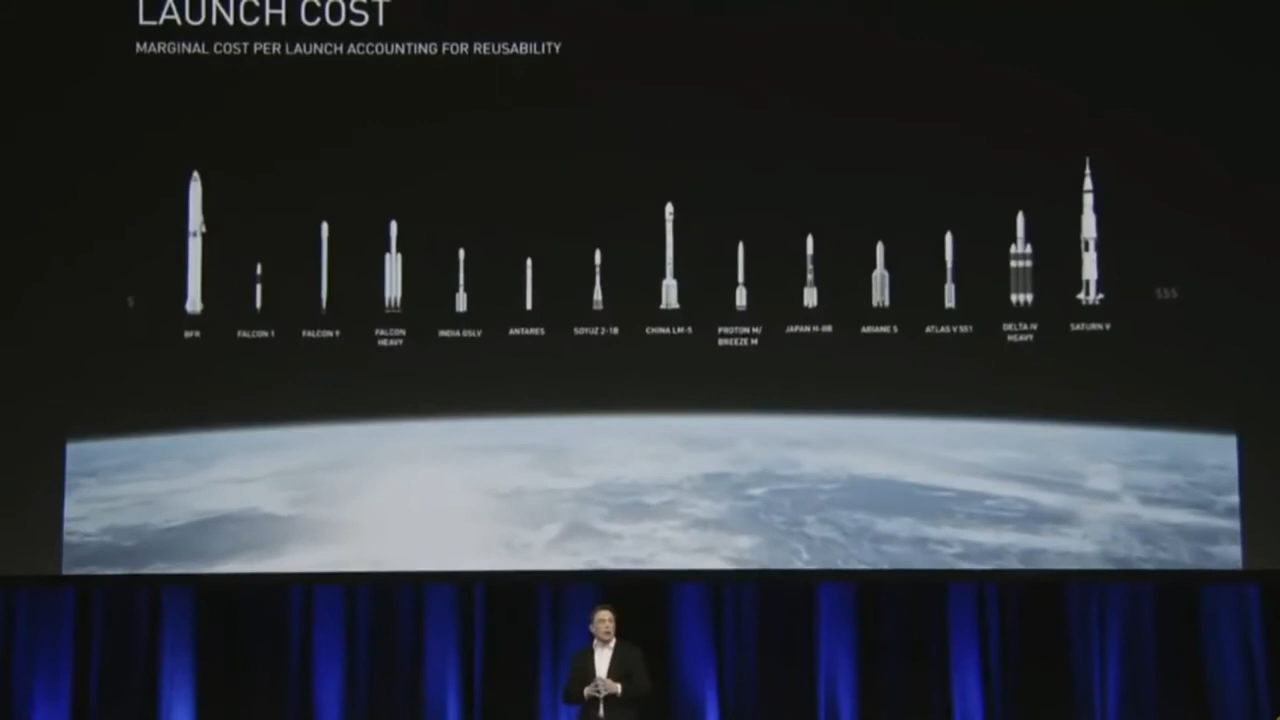 LAUNCH COST
MARGINAL COST PER LAUNCH ACCOUNTING FOR REUSABILITY
$
$$$
BFR
FALCON 1
FALCON 9
FALCON
HEAVY
INDIA GSLV
ANTARES
SOYUZ 2-1B
CHINA LM-5
PROTON M/
BREEZE M
JAPAN H-IIB
ARIANE 5
ATLAS V 551
DELTA IV
HEAVY
SATURN V